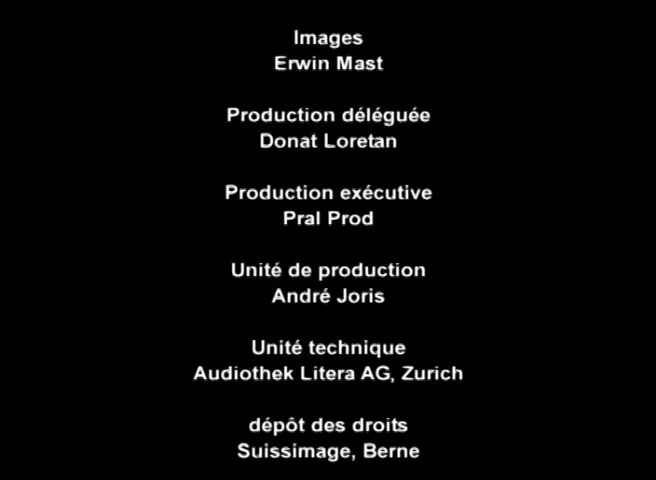 Images
Erwin Mast
Production déléguée
Donat Loretan
Production exécutive
Pral Prod
Unité de production
André Joris
Unité technique
Audiothek Litera AG, Zurich
dépôt des droits
Suissimage, Berne